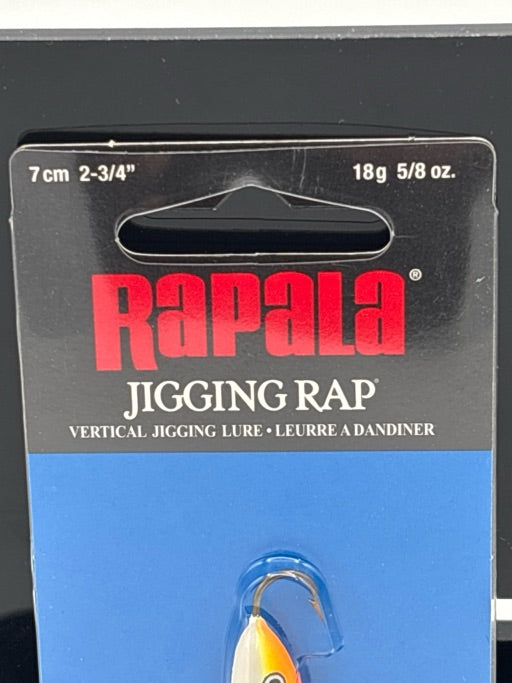 7cm 2-3/4" 18g 5/8 oz.
RAPALA®
JIGGING RAP®
VERTICAL JIGGING LURE • LEURRE A DANDINER